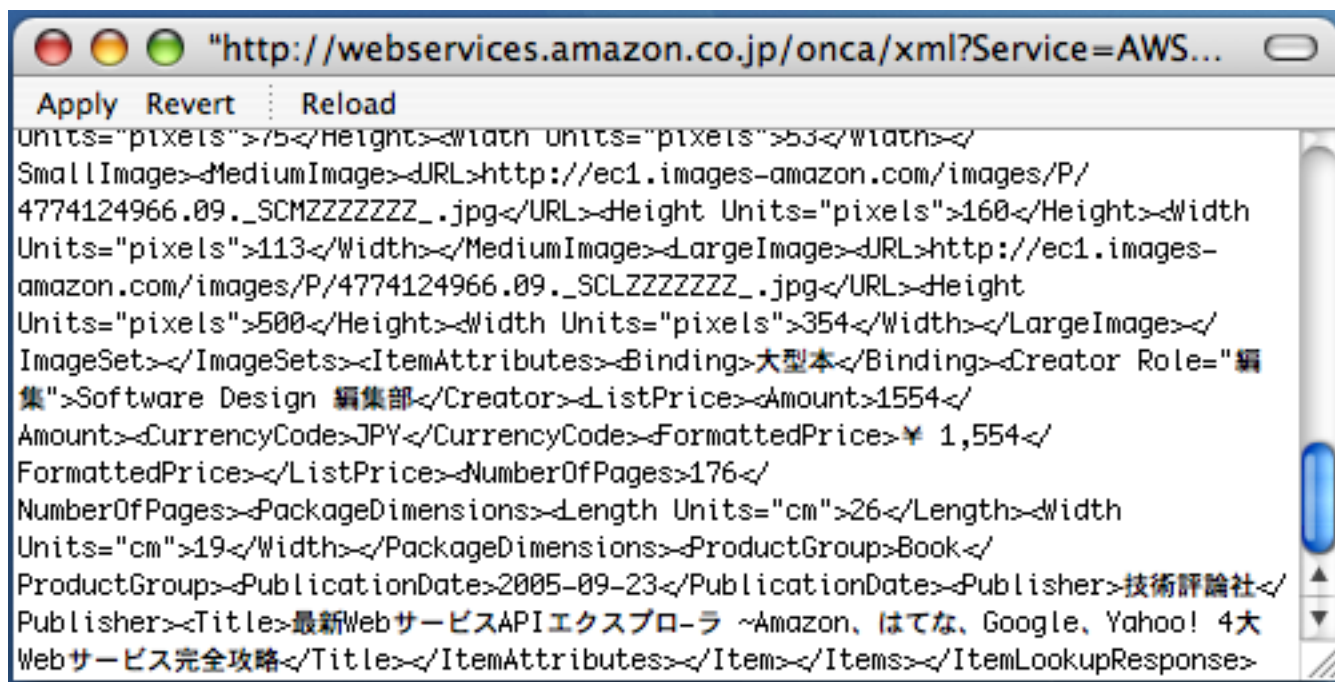 "http://webservices.amazon.co.jp/onca/xml?Service=AWS...
Apply Revert Reload
Units="pixels">75</Height><Width Units="pixels">53</Width></
SmallImage><MediumImage><URL>http://ec1.images-amazon.com/images/P/
4774124966.09._SCMZZZZZZZ_.jpg</URL><Height Units="pixels">160</Height><Width
Units="pixels">113</Width></MediumImage><LargeImage><URL>http://ec1.images-
amazon.com/images/P/4774124966.09._SCLZZZZZZZ_.jpg</URL><Height
Units="pixels">500</Height><Width Units="pixels">354</Width></LargeImage></
ImageSet></ImageSets><ItemAttributes><Binding>大型本</Binding><Creator Role="編
集">Software Design 編集部</Creator><ListPrice><Amount>1554</
Amount><CurrencyCode>JPY</CurrencyCode><FormattedPrice>¥ 1,554</
FormattedPrice></ListPrice><NumberOfPages>176</
NumberOfPages><PackageDimensions><Length Units="cm">26</Length><Width
Units="cm">19</Width></PackageDimensions><ProductGroup>Book</
ProductGroup><PublicationDate>2005-09-23</PublicationDate><Publisher>技術評論社</
Publisher><Title>最新WebサービスAPIエクスプロ-ラ ~Amazon、はてな、Google、Yahoo! 4大
Webサービス完全攻略</Title></ItemAttributes></Item></Items></ItemLookupResponse>